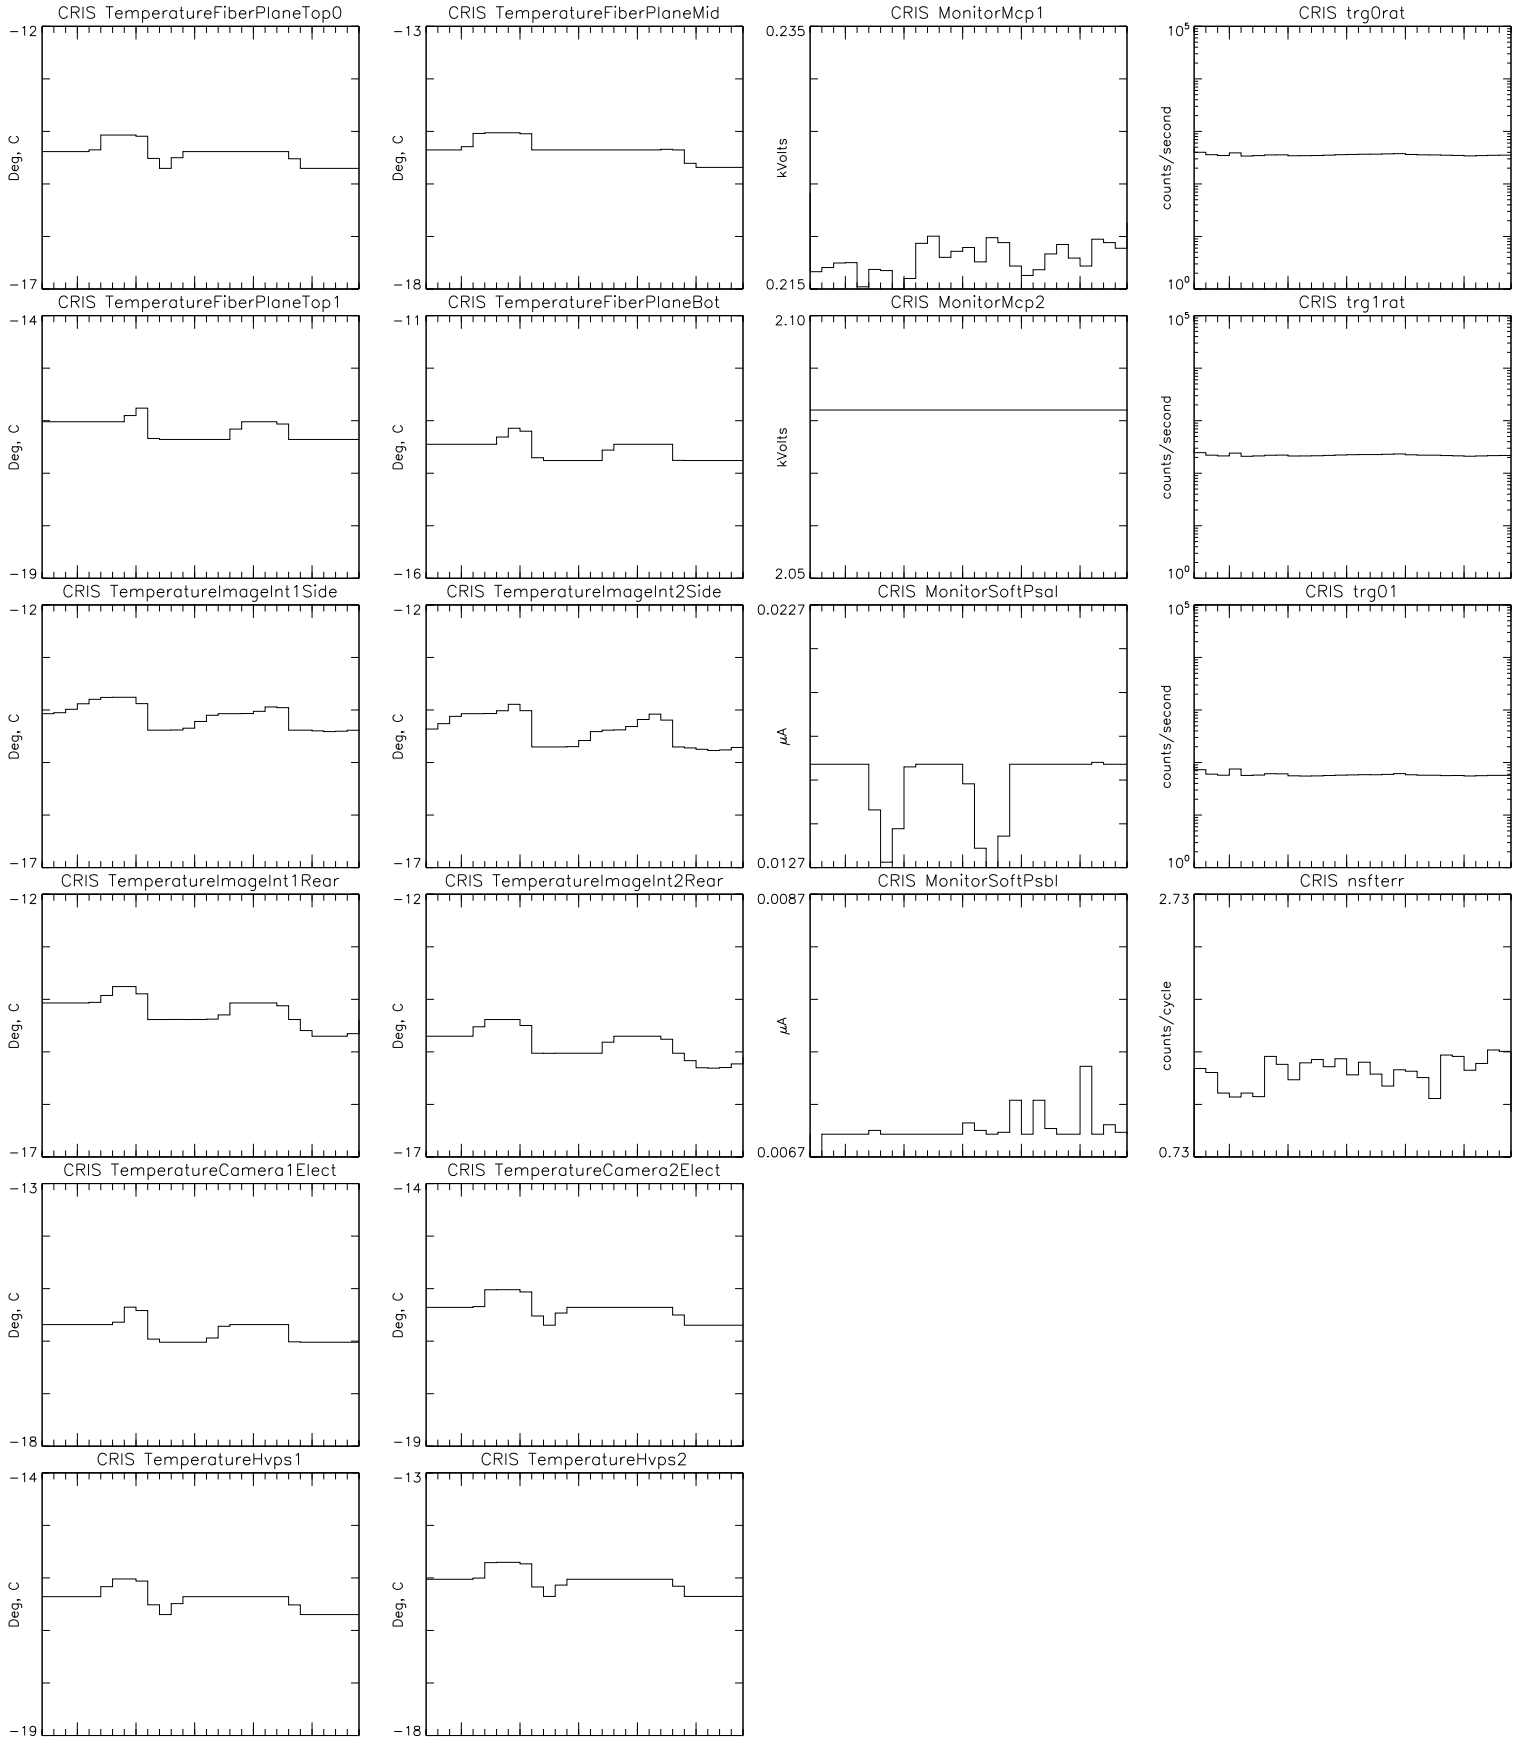 CRIS TemperatureFiberPlaneTop0
-12
Deg, C
-17
CRIS TemperatureFiberPlaneMid
-13
Deg, C
-18
CRIS MonitorMcp1
0.235
kVolts
0.215
CRIS trg0rat
10^5
counts/second
10^0
CRIS TemperatureFiberPlaneTop1
-14
Deg, C
-19
CRIS TemperatureFiberPlaneBot
-11
Deg, C
-16
CRIS MonitorMcp2
2.10
kVolts
2.05
CRIS trg1rat
10^5
counts/second
10^0
CRIS TemperatureImageInt1Side
-12
Deg, C
-17
CRIS TemperatureImageInt2Side
-12
Deg, C
-17
CRIS MonitorSoftPsaI
0.0227
μA
0.0127
CRIS trg01
10^5
counts/second
10^0
CRIS TemperatureImageInt1Rear
-12
Deg, C
-17
CRIS TemperatureImageInt2Rear
-12
Deg, C
-17
CRIS MonitorSoftPsbI
0.0087
μA
0.0067
CRIS nsfterr
2.73
counts/cycle
0.73
CRIS TemperatureCamera1Elect
-13
Deg, C
-18
CRIS TemperatureCamera2Elect
-14
Deg, C
-19
CRIS TemperatureHvps1
-14
Deg, C
-19
CRIS TemperatureHvps2
-13
Deg, C
-18